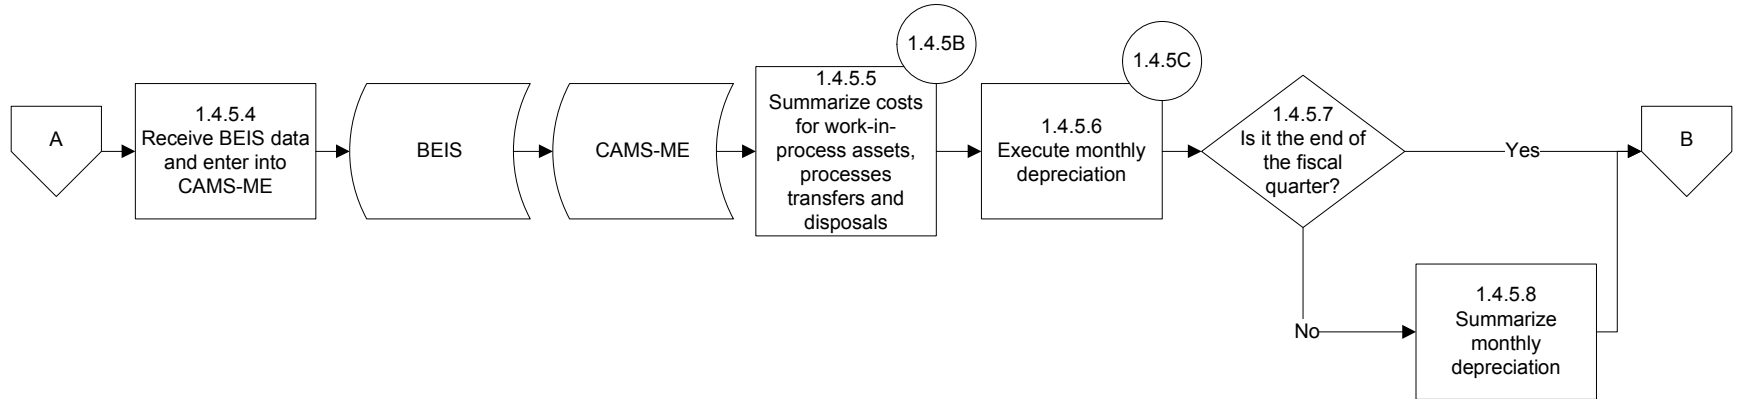 A
1.4.5.4
Receive BEIS data
and enter into
CAMS-ME
BEIS
CAMS-ME
1.4.5B
1.4.5.5
Summarize costs
for work-in-
process assets,
processes
transfers and
disposals
1.4.5C
1.4.5.6
Execute monthly
depreciation
1.4.5.7
Is it the end of
the fiscal
quarter?
Yes
B
No
1.4.5.8
Summarize
monthly
depreciation